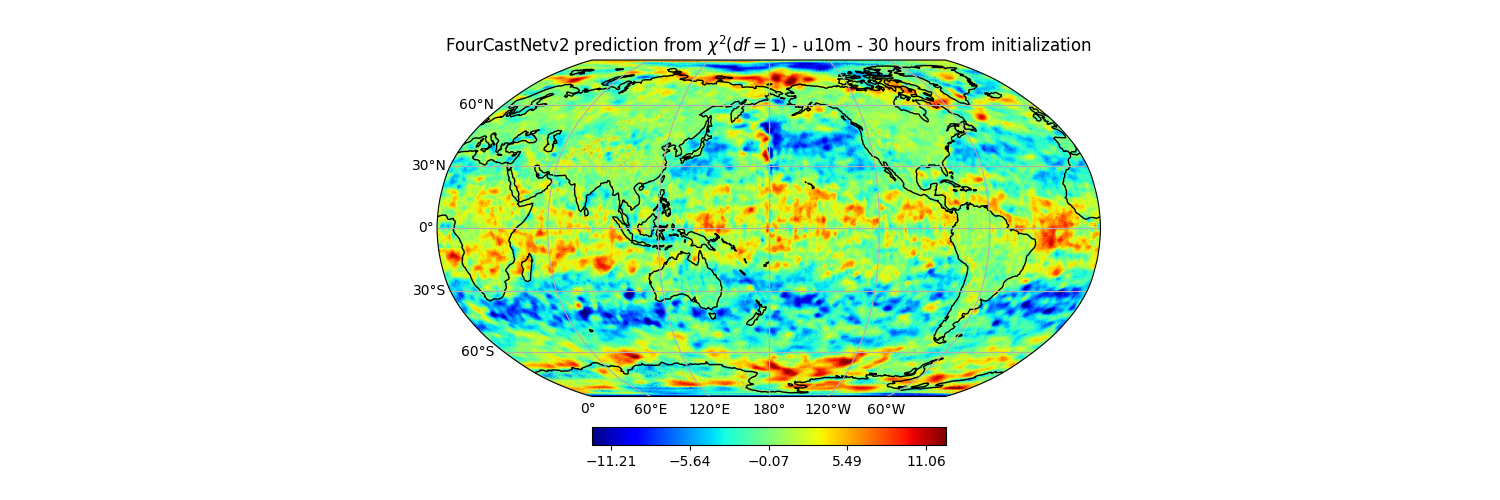 FourCastNetv2 prediction from χ²(df = 1) - u10m - 30 hours from initialization
60°N
30°N
0°
30°S
60°S
0° 60°E 120°E 180° 120°W 60°W
−11.21 −5.64 −0.07 5.49 11.06